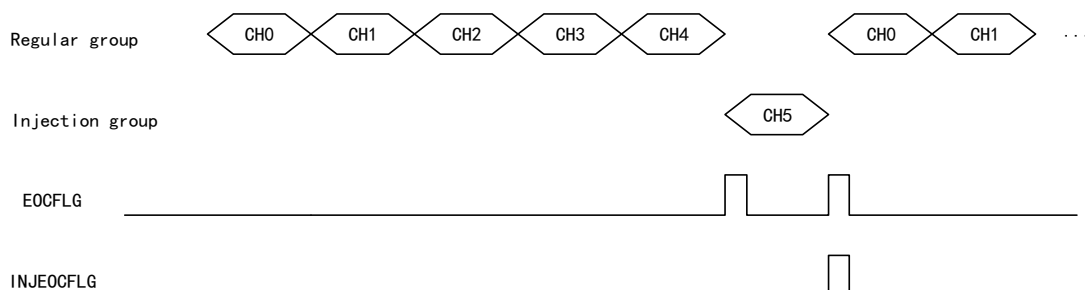 Regular group CH0 CH1 CH2 CH3 CH4 CH0 CH1 ...
Injection group CH5
EOCFLG
INJEOCFLG